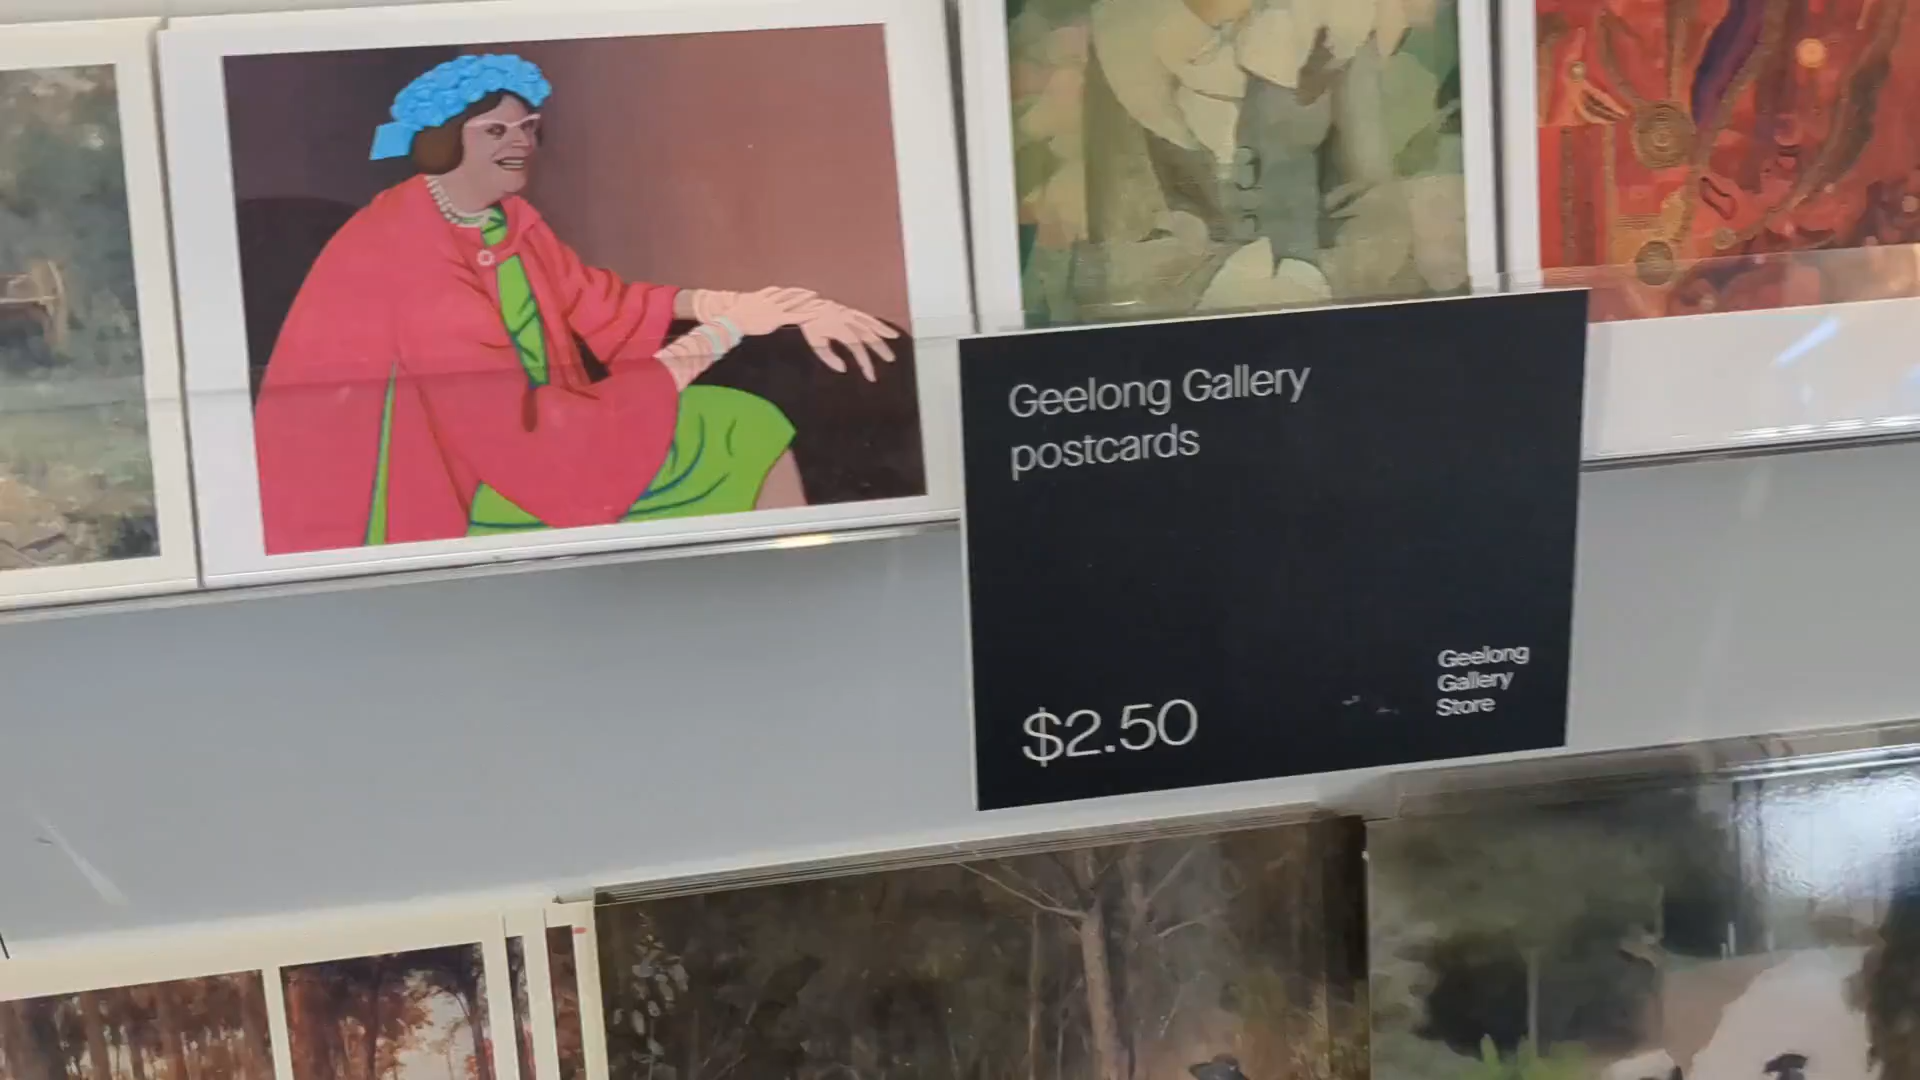 Geelong Gallery
postcards
$2.50
Geelong
Gallery
Store